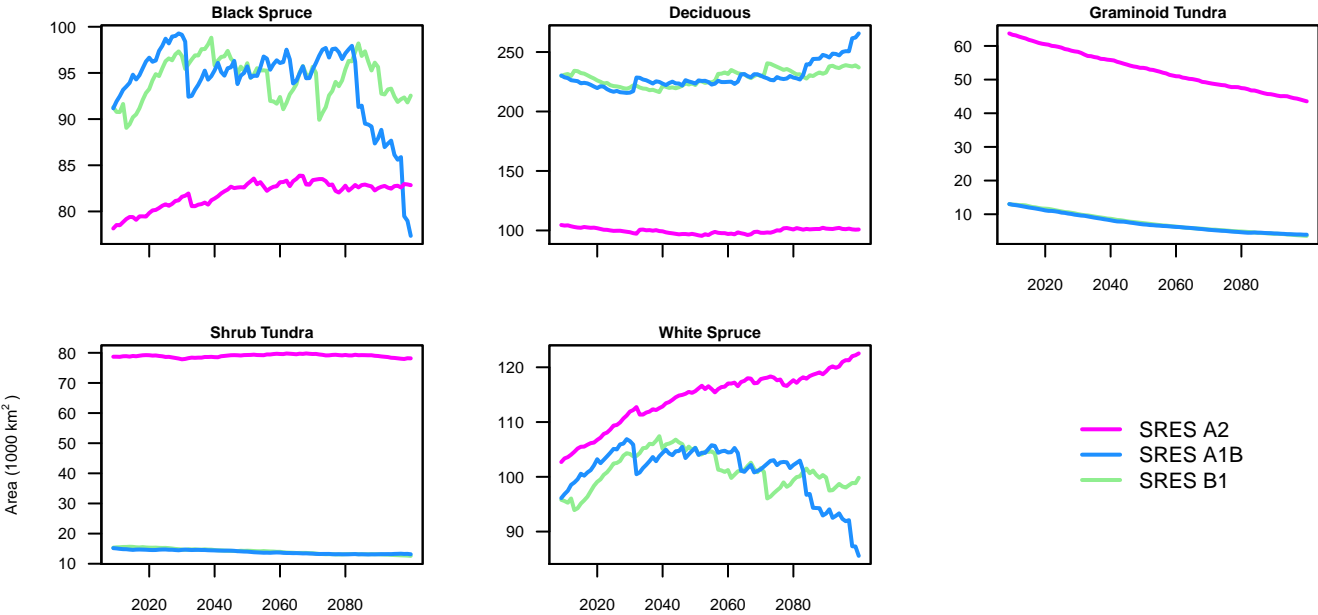 Black Spruce
100
95
90
85
80
Deciduous
250
200
150
100
Graminoid Tundra
60
50
40
30
20
10
2020 2040 2060 2080
Shrub Tundra
80
70
60
50
40
30
20
10
2020 2040 2060 2080
White Spruce
120
110
100
90
2020 2040 2060 2080
Area (1000 km²)
SRES A2
SRES A1B
SRES B1